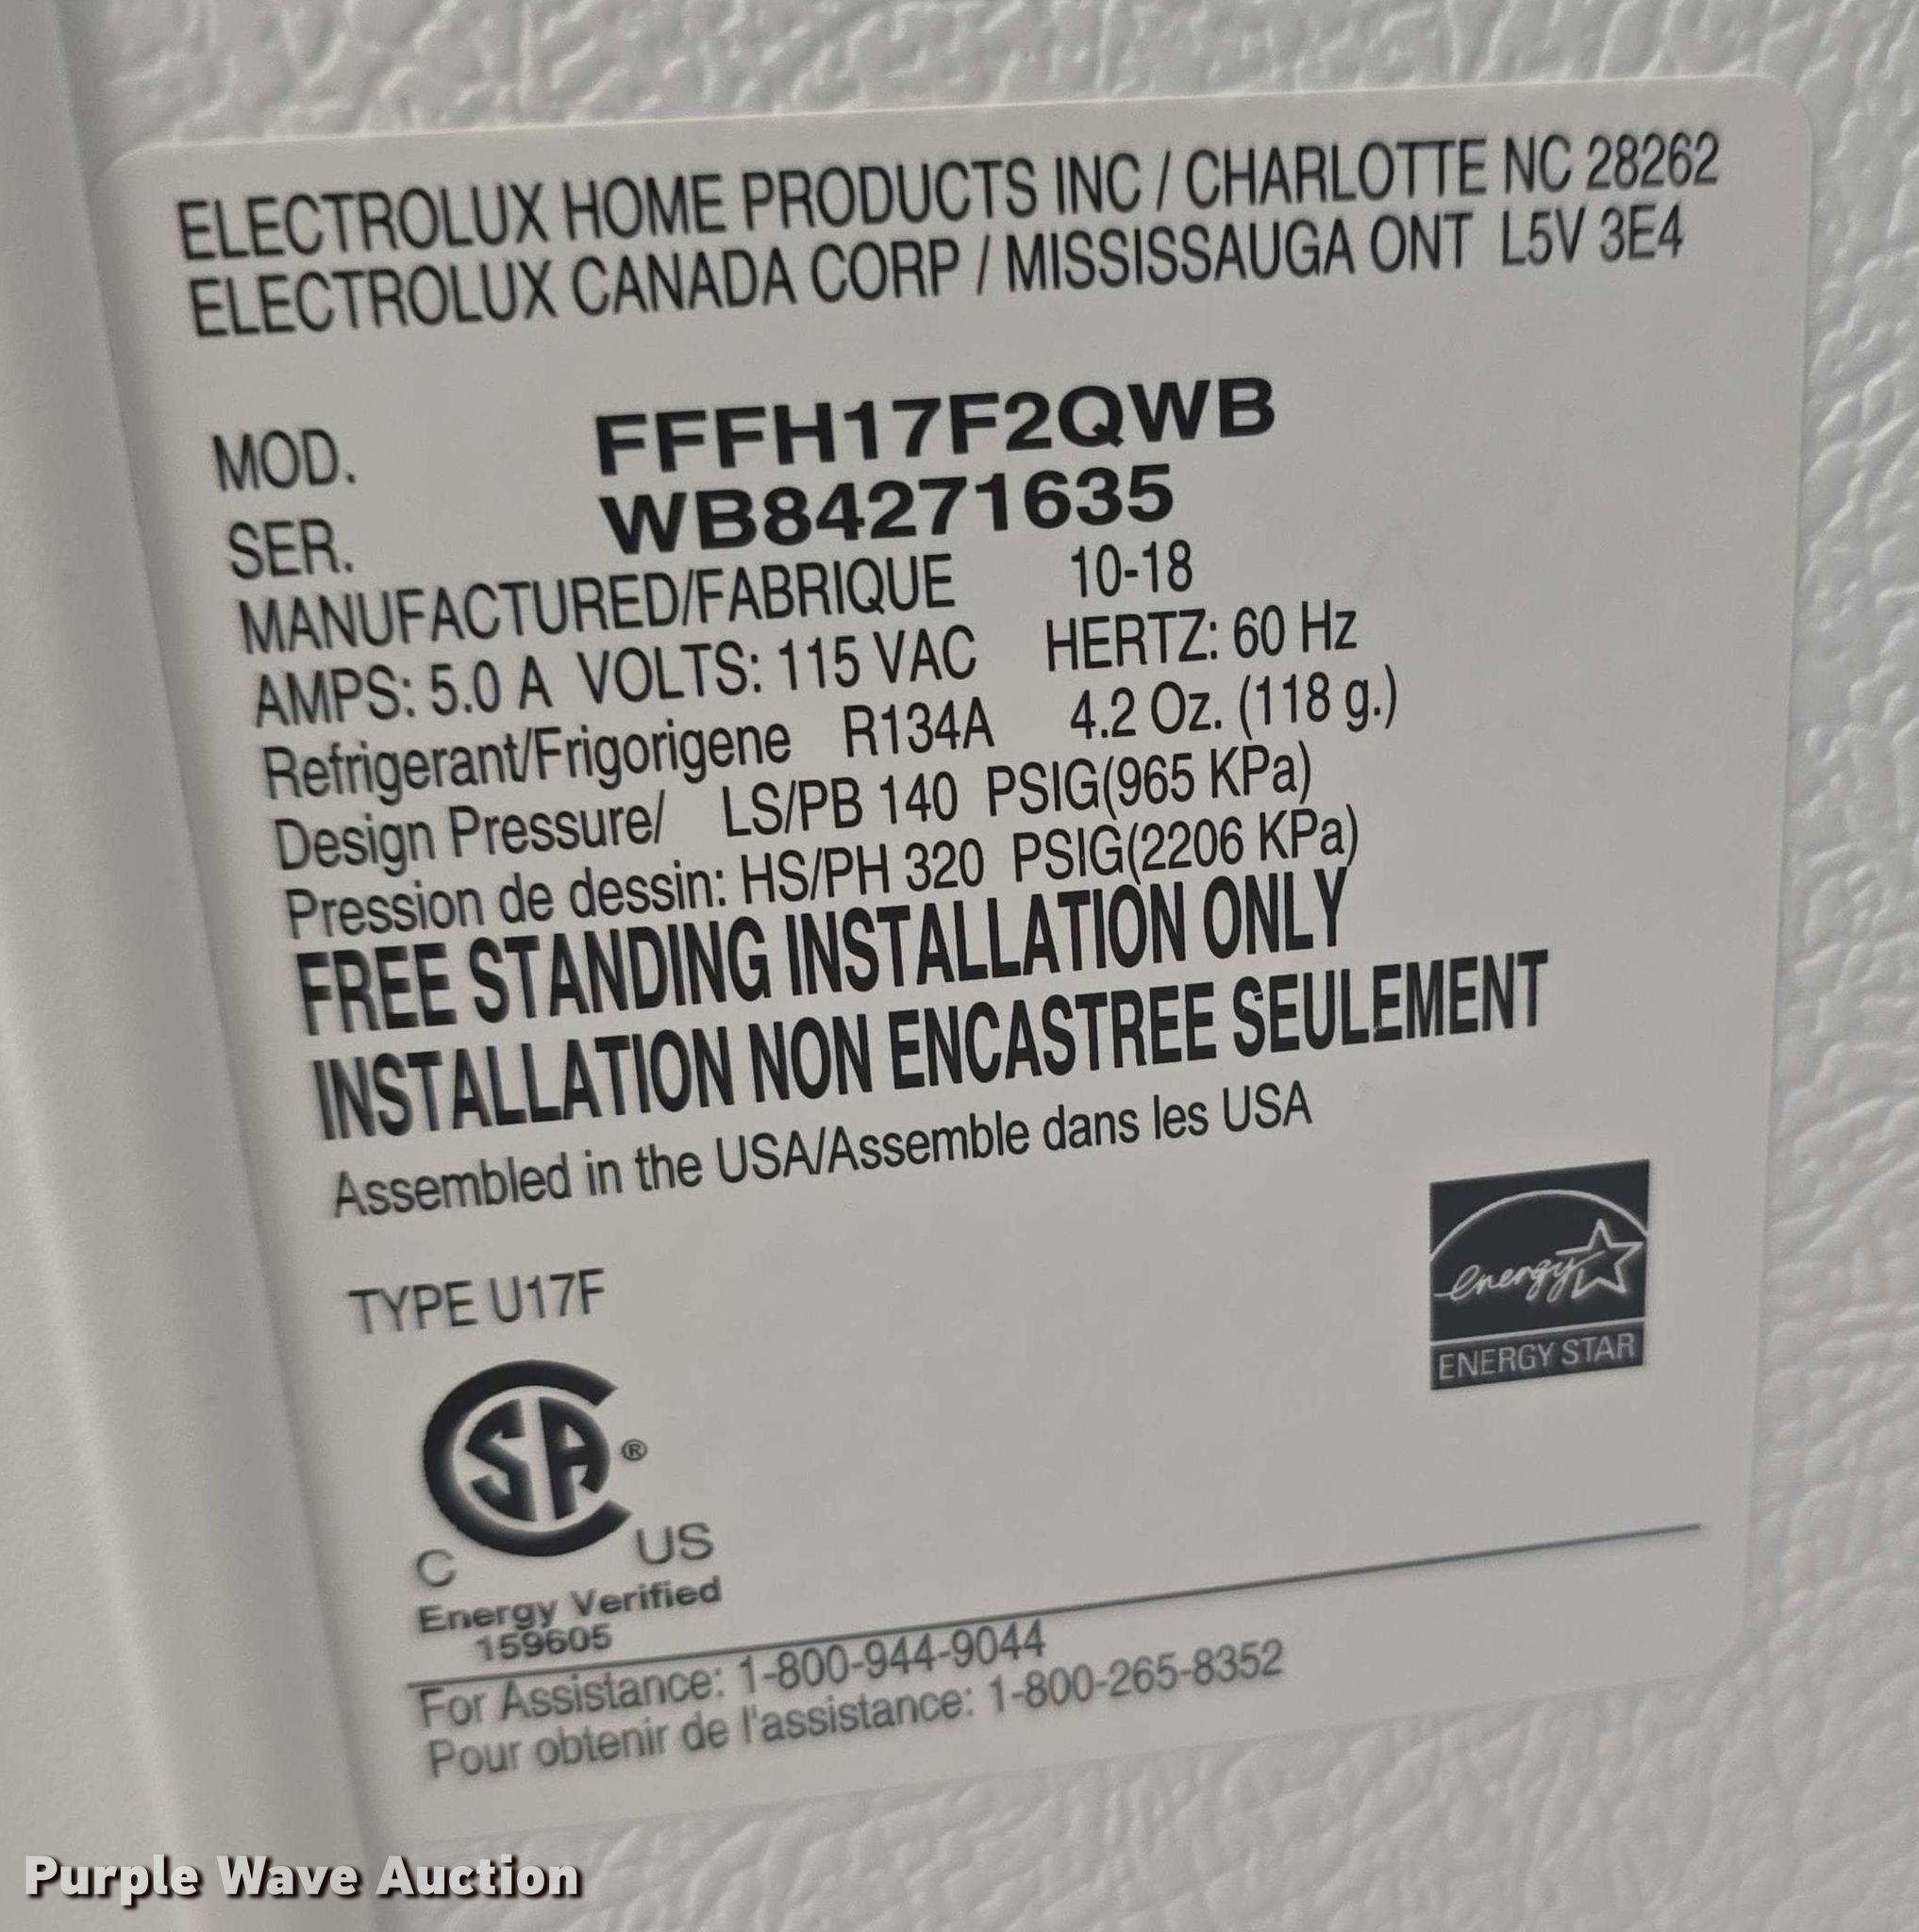 ELECTROLUX HOME PRODUCTS INC / CHARLOTTE NC 28262
ELECTROLUX CANADA CORP / MISSISSAUGA ONT L5V 3E4
MOD. FFFH17F2QWB
SER. WB84271635
MANUFACTURED/FABRIQUE 10-18
AMPS: 5.0 A VOLTS: 115 VAC HERTZ: 60 Hz
Refrigerant/Frigorigene R134A 4.2 Oz. (118 g.)
Design Pressure/ LS/PB 140 PSIG(965 KPa)
Pression de dessin: HS/PH 320 PSIG(2206 KPa)
FREE STANDING INSTALLATION ONLY
INSTALLATION NON ENCASTREE SEULEMENT
Assembled in the USA/Assemble dans les USA
TYPE U17F
energy
ENERGY STAR
CSA ®
C US
Energy Verified
159605
For Assistance: 1-800-944-9044
Pour obtenir de l'assistance: 1-800-265-8352
Purple Wave Auction